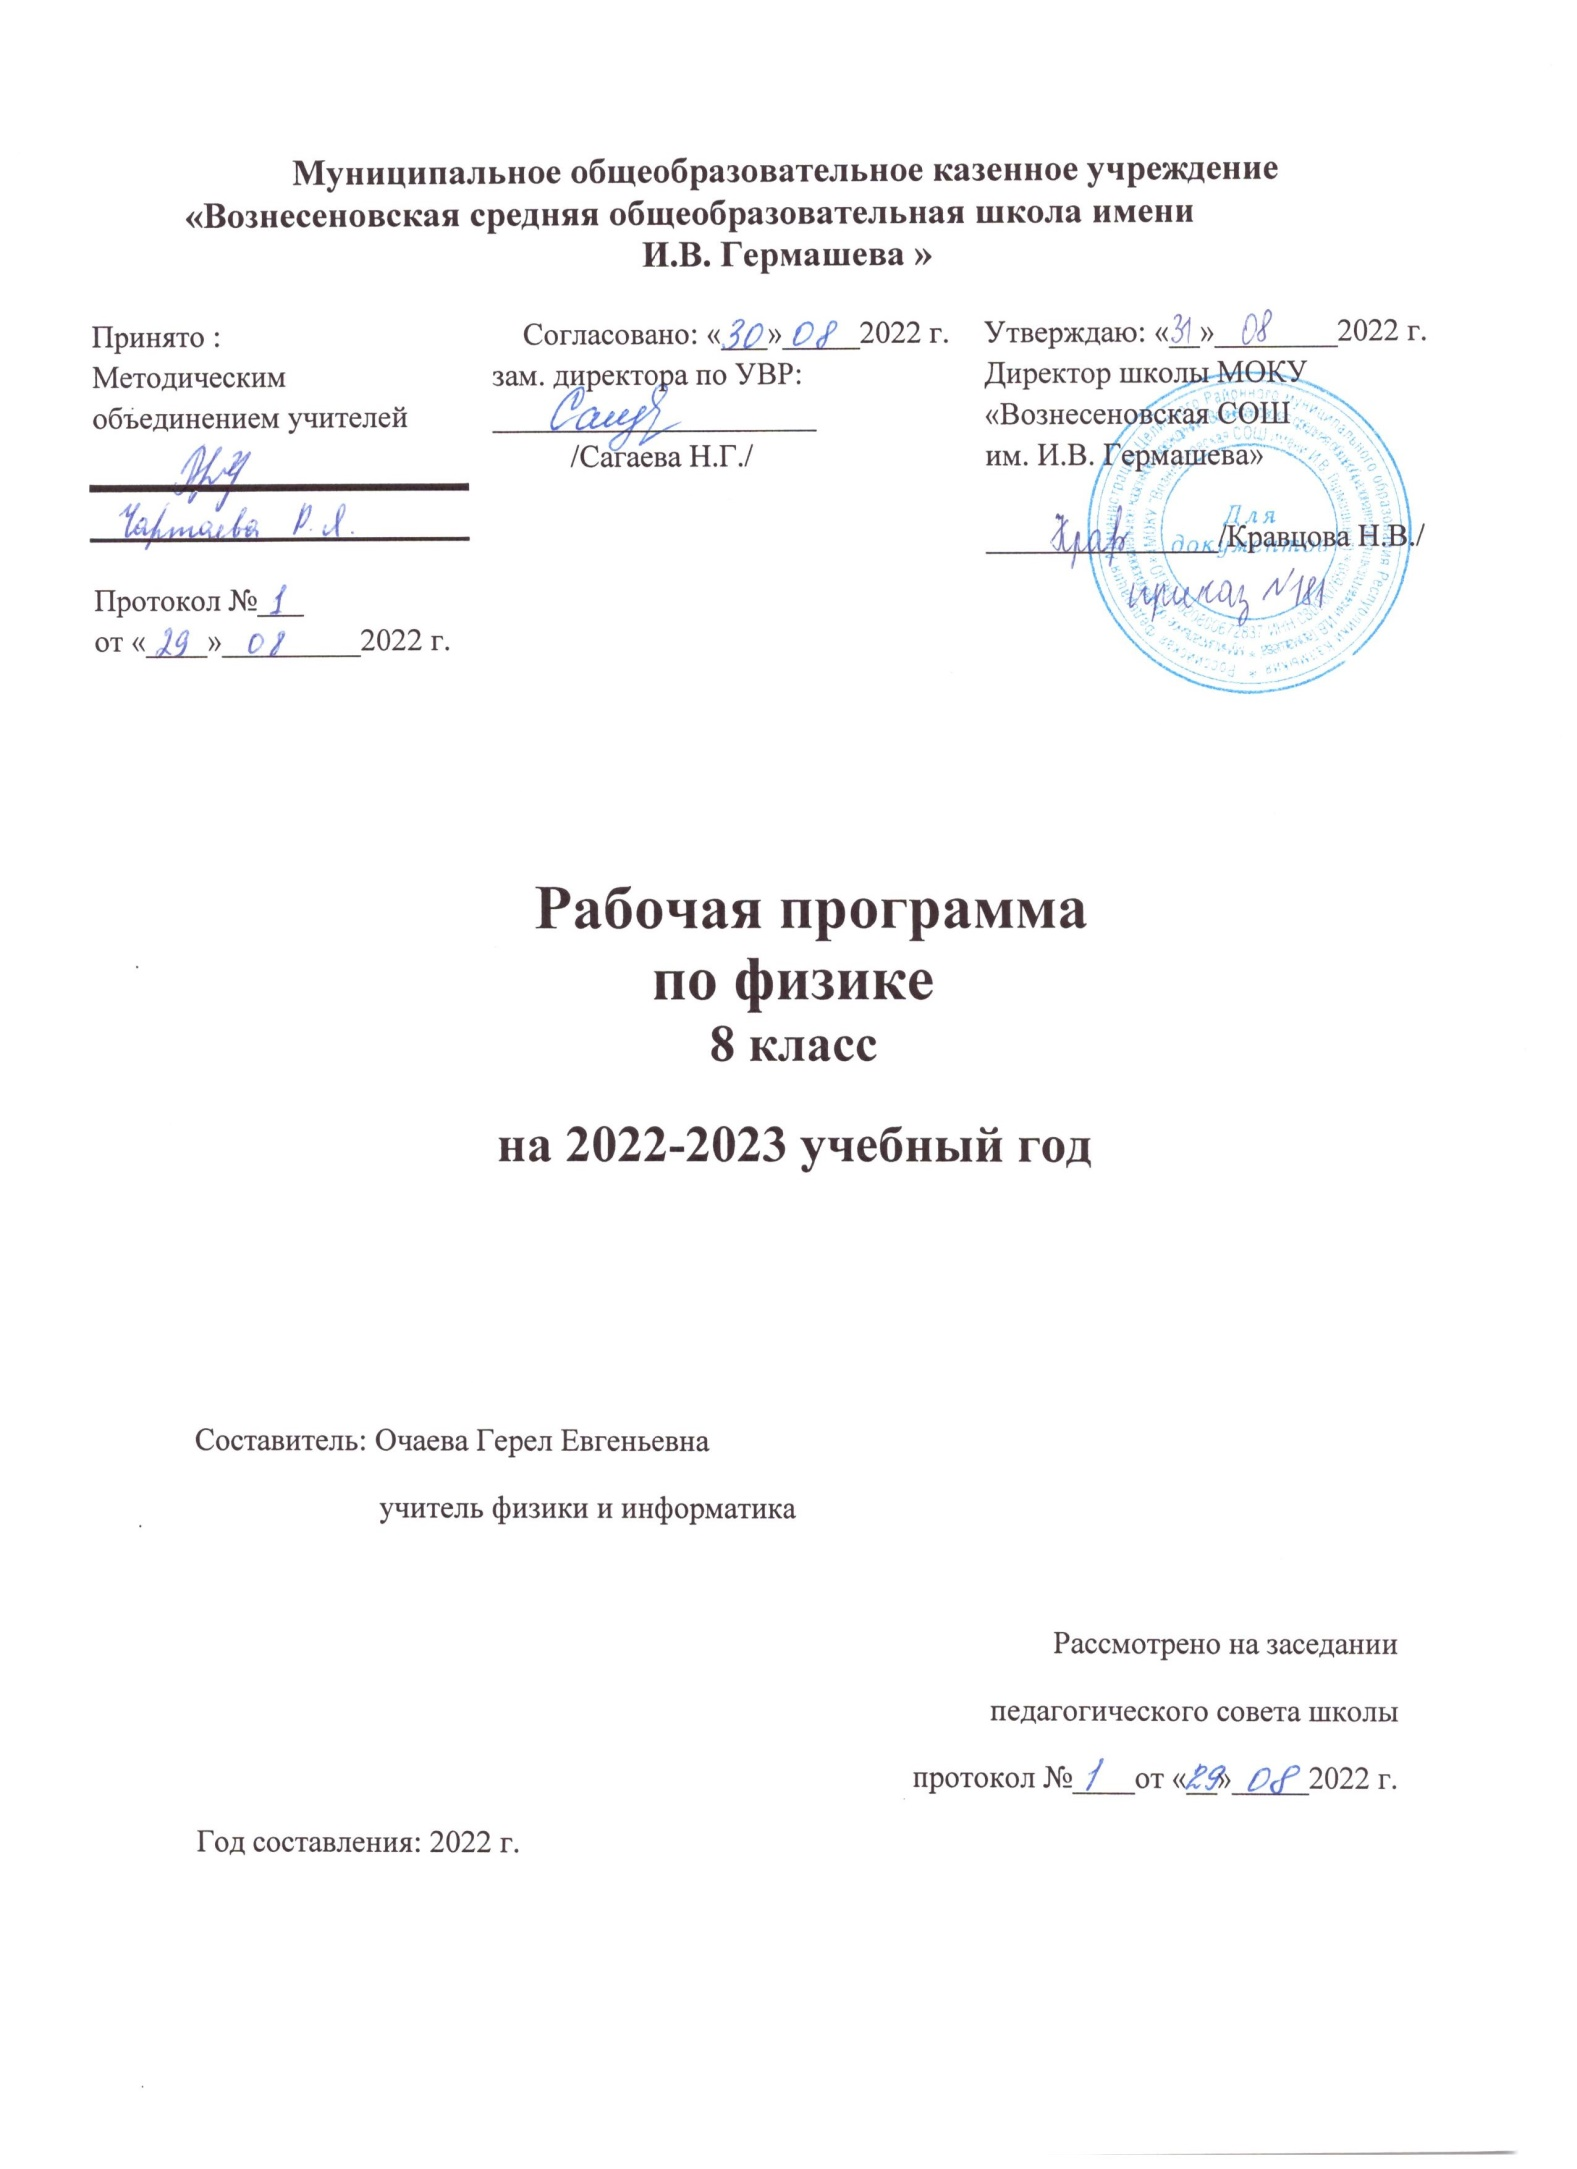 Муниципальное общеобразовательное казенное учреждение
«Вознесеновская средняя общеобразовательная школа имени
И.В. Гермашева »
Принято :
Методическим
объединением учителей
Чартаева Р. Я.
Протокол № 1
от «29» 08 2022 г.
Согласовано: «30» 08 2022 г.
зам. директора по УВР:
/Сагаева Н.Г./
Утверждаю: «31» 08 2022 г.
Директор школы МОКУ
«Вознесеновская СОШ
им. И.В. Гермашева»
/Кравцова Н.В./
приказ №181
Для
документов
Рабочая программа
по физике
8 класс
на 2022-2023 учебный год
Составитель: Очаева Герел Евгеньевна
учитель физики и информатика
Рассмотрено на заседании
педагогического совета школы
протокол № 1 от «29» 08 2022 г.
Год составления: 2022 г.